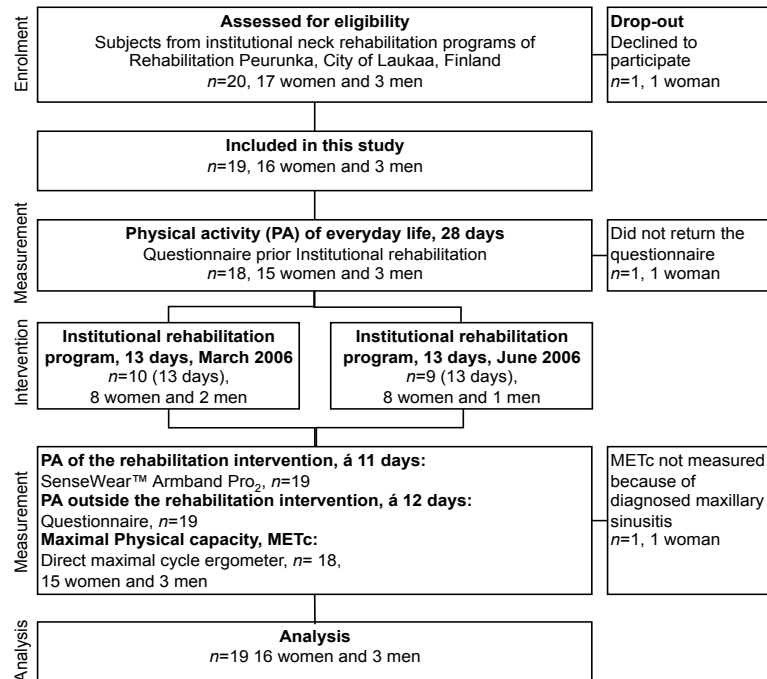 Enrolment
Assessed for eligibility
Subjects from institutional neck rehabilitation programs of
Rehabilitation Peurunka, City of Laukaa, Finland
n=20, 17 women and 3 men
Drop-out
Declined to
participate
n=1, 1 woman
Included in this study
n=19, 16 women and 3 men
Measurement
Physical activity (PA) of everyday life, 28 days
Questionnaire prior Institutional rehabilitation
n=18, 15 women and 3 men
Did not return the
questionnaire
n=1, 1 woman
Intervention
Institutional rehabilitation
program, 13 days, March 2006
n=10 (13 days),
8 women and 2 men
Institutional rehabilitation
program, 13 days, June 2006
n=9 (13 days),
8 women and 1 men
Measurement
PA of the rehabilitation intervention, á 11 days:
SenseWear™ Armband Pro₂, n=19
PA outside the rehabilitation intervention, á 12 days:
Questionnaire, n=19
Maximal Physical capacity, METc:
Direct maximal cycle ergometer, n= 18,
15 women and 3 men
METc not measured
because of
diagnosed maxillary
sinusitis
n=1, 1 woman
Analysis
Analysis
n=19 16 women and 3 men